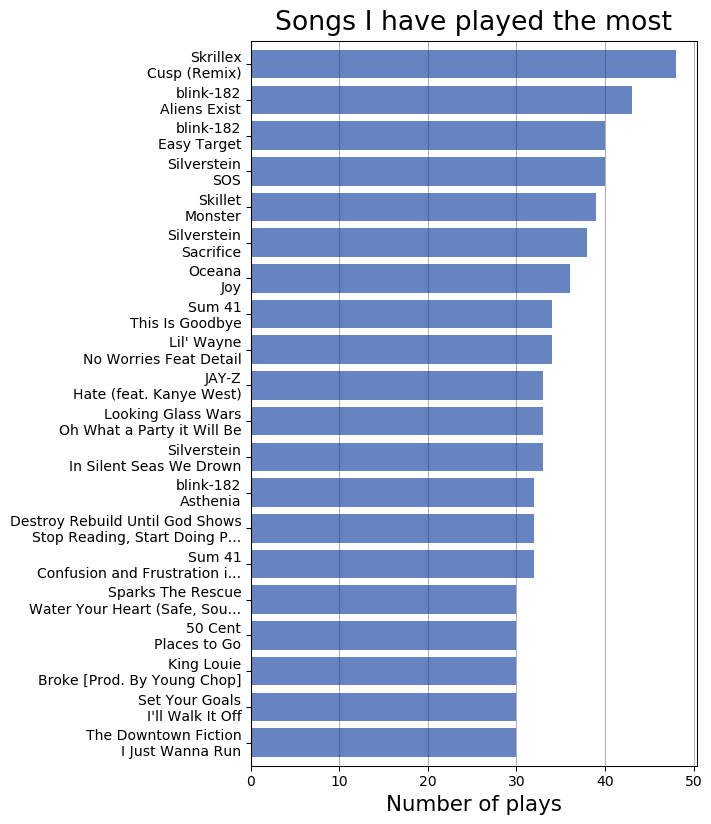 Songs I have played the most
Skrillex
Cusp (Remix)
blink-182
Aliens Exist
blink-182
Easy Target
Silverstein
SOS
Skillet
Monster
Silverstein
Sacrifice
Oceana
Joy
Sum 41
This Is Goodbye
Lil' Wayne
No Worries Feat Detail
JAY-Z
Hate (feat. Kanye West)
Looking Glass Wars
Oh What a Party it Will Be
Silverstein
In Silent Seas We Drown
blink-182
Asthenia
Destroy Rebuild Until God Shows
Stop Reading, Start Doing P...
Sum 41
Confusion and Frustration i...
Sparks The Rescue
Water Your Heart (Safe, Sou...
50 Cent
Places to Go
King Louie
Broke [Prod. By Young Chop]
Set Your Goals
I'll Walk It Off
The Downtown Fiction
I Just Wanna Run
0 10 20 30 40 50
Number of plays